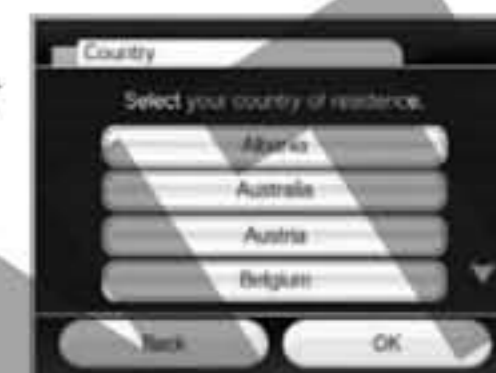 Country
Select your country of residence.
Albania
Australia
Austria
Belgium
Back OK